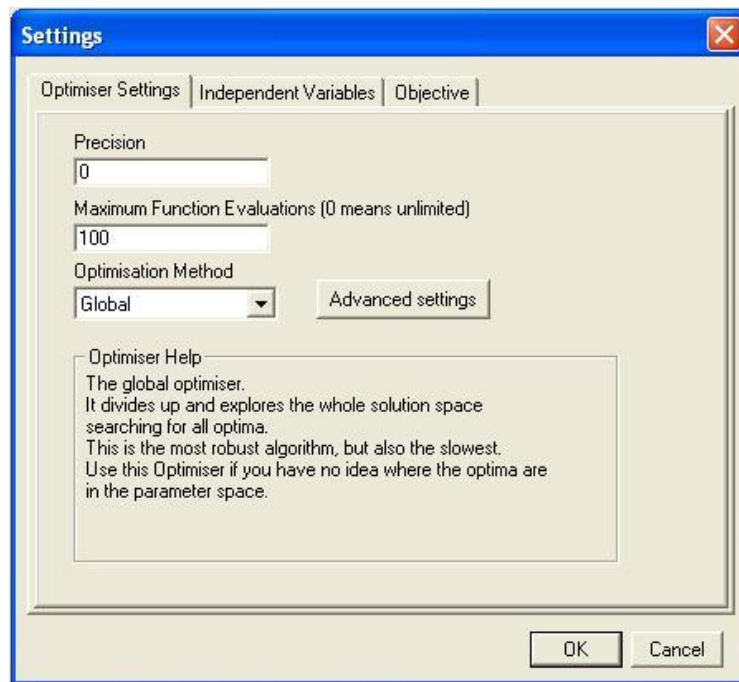 Settings
Optimiser Settings
Independent Variables
Objective
Precision
0
Maximum Function Evaluations (0 means unlimited)
100
Optimisation Method
Global
Advanced settings
Optimiser Help
The global optimiser.
It divides up and explores the whole solution space
searching for all optima.
This is the most robust algorithm, but also the slowest.
Use this Optimiser if you have no idea where the optima are
in the parameter space.
OK
Cancel